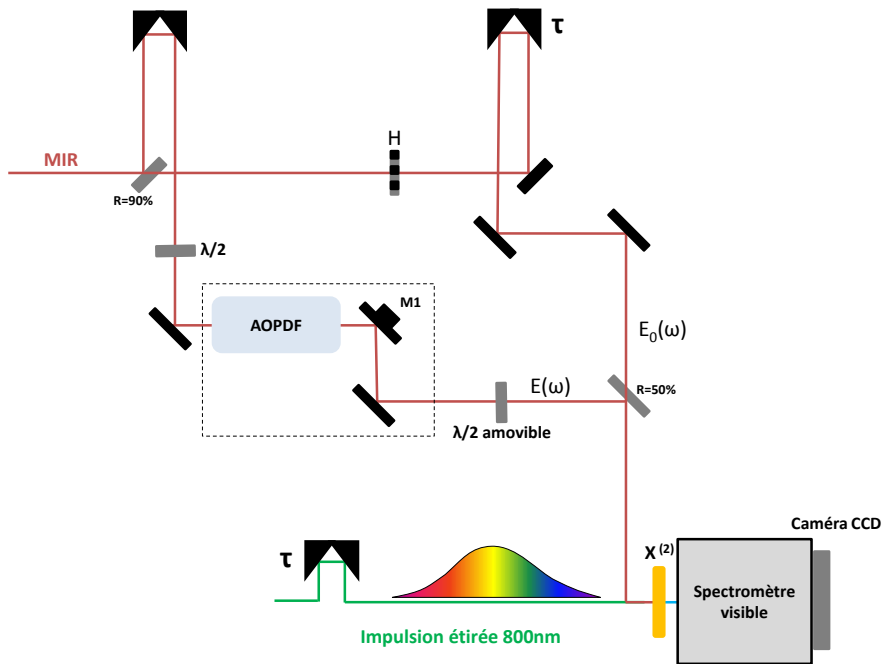 τ
H
MIR
R=90%
λ/2
M1
AOPDF
E₀(ω)
E(ω)
R=50%
λ/2 amovible
Caméra CCD
X⁽²⁾
τ
Spectromètre
visible
Impulsion étirée 800nm